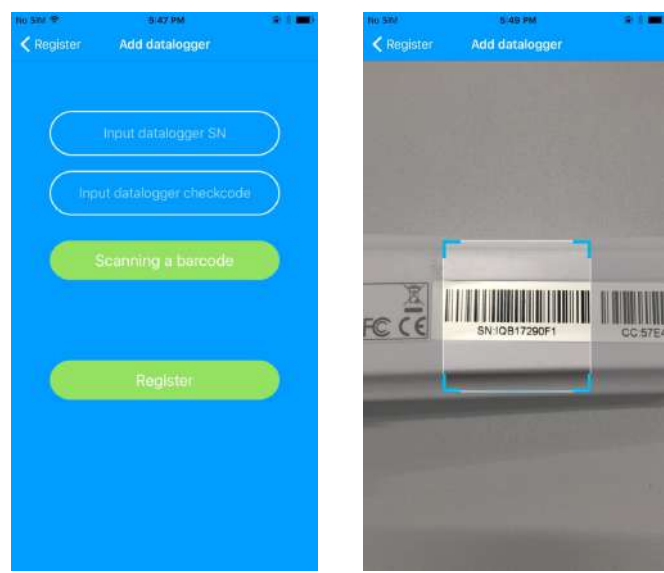 No SIM 5:47 PM
Register Add datalogger
Input datalogger SN
Input datalogger checkcode
Scanning a barcode
Register
No SIM 5:49 PM
Register Add datalogger
FC CE
SN:IQB17290F1
CC:57E4